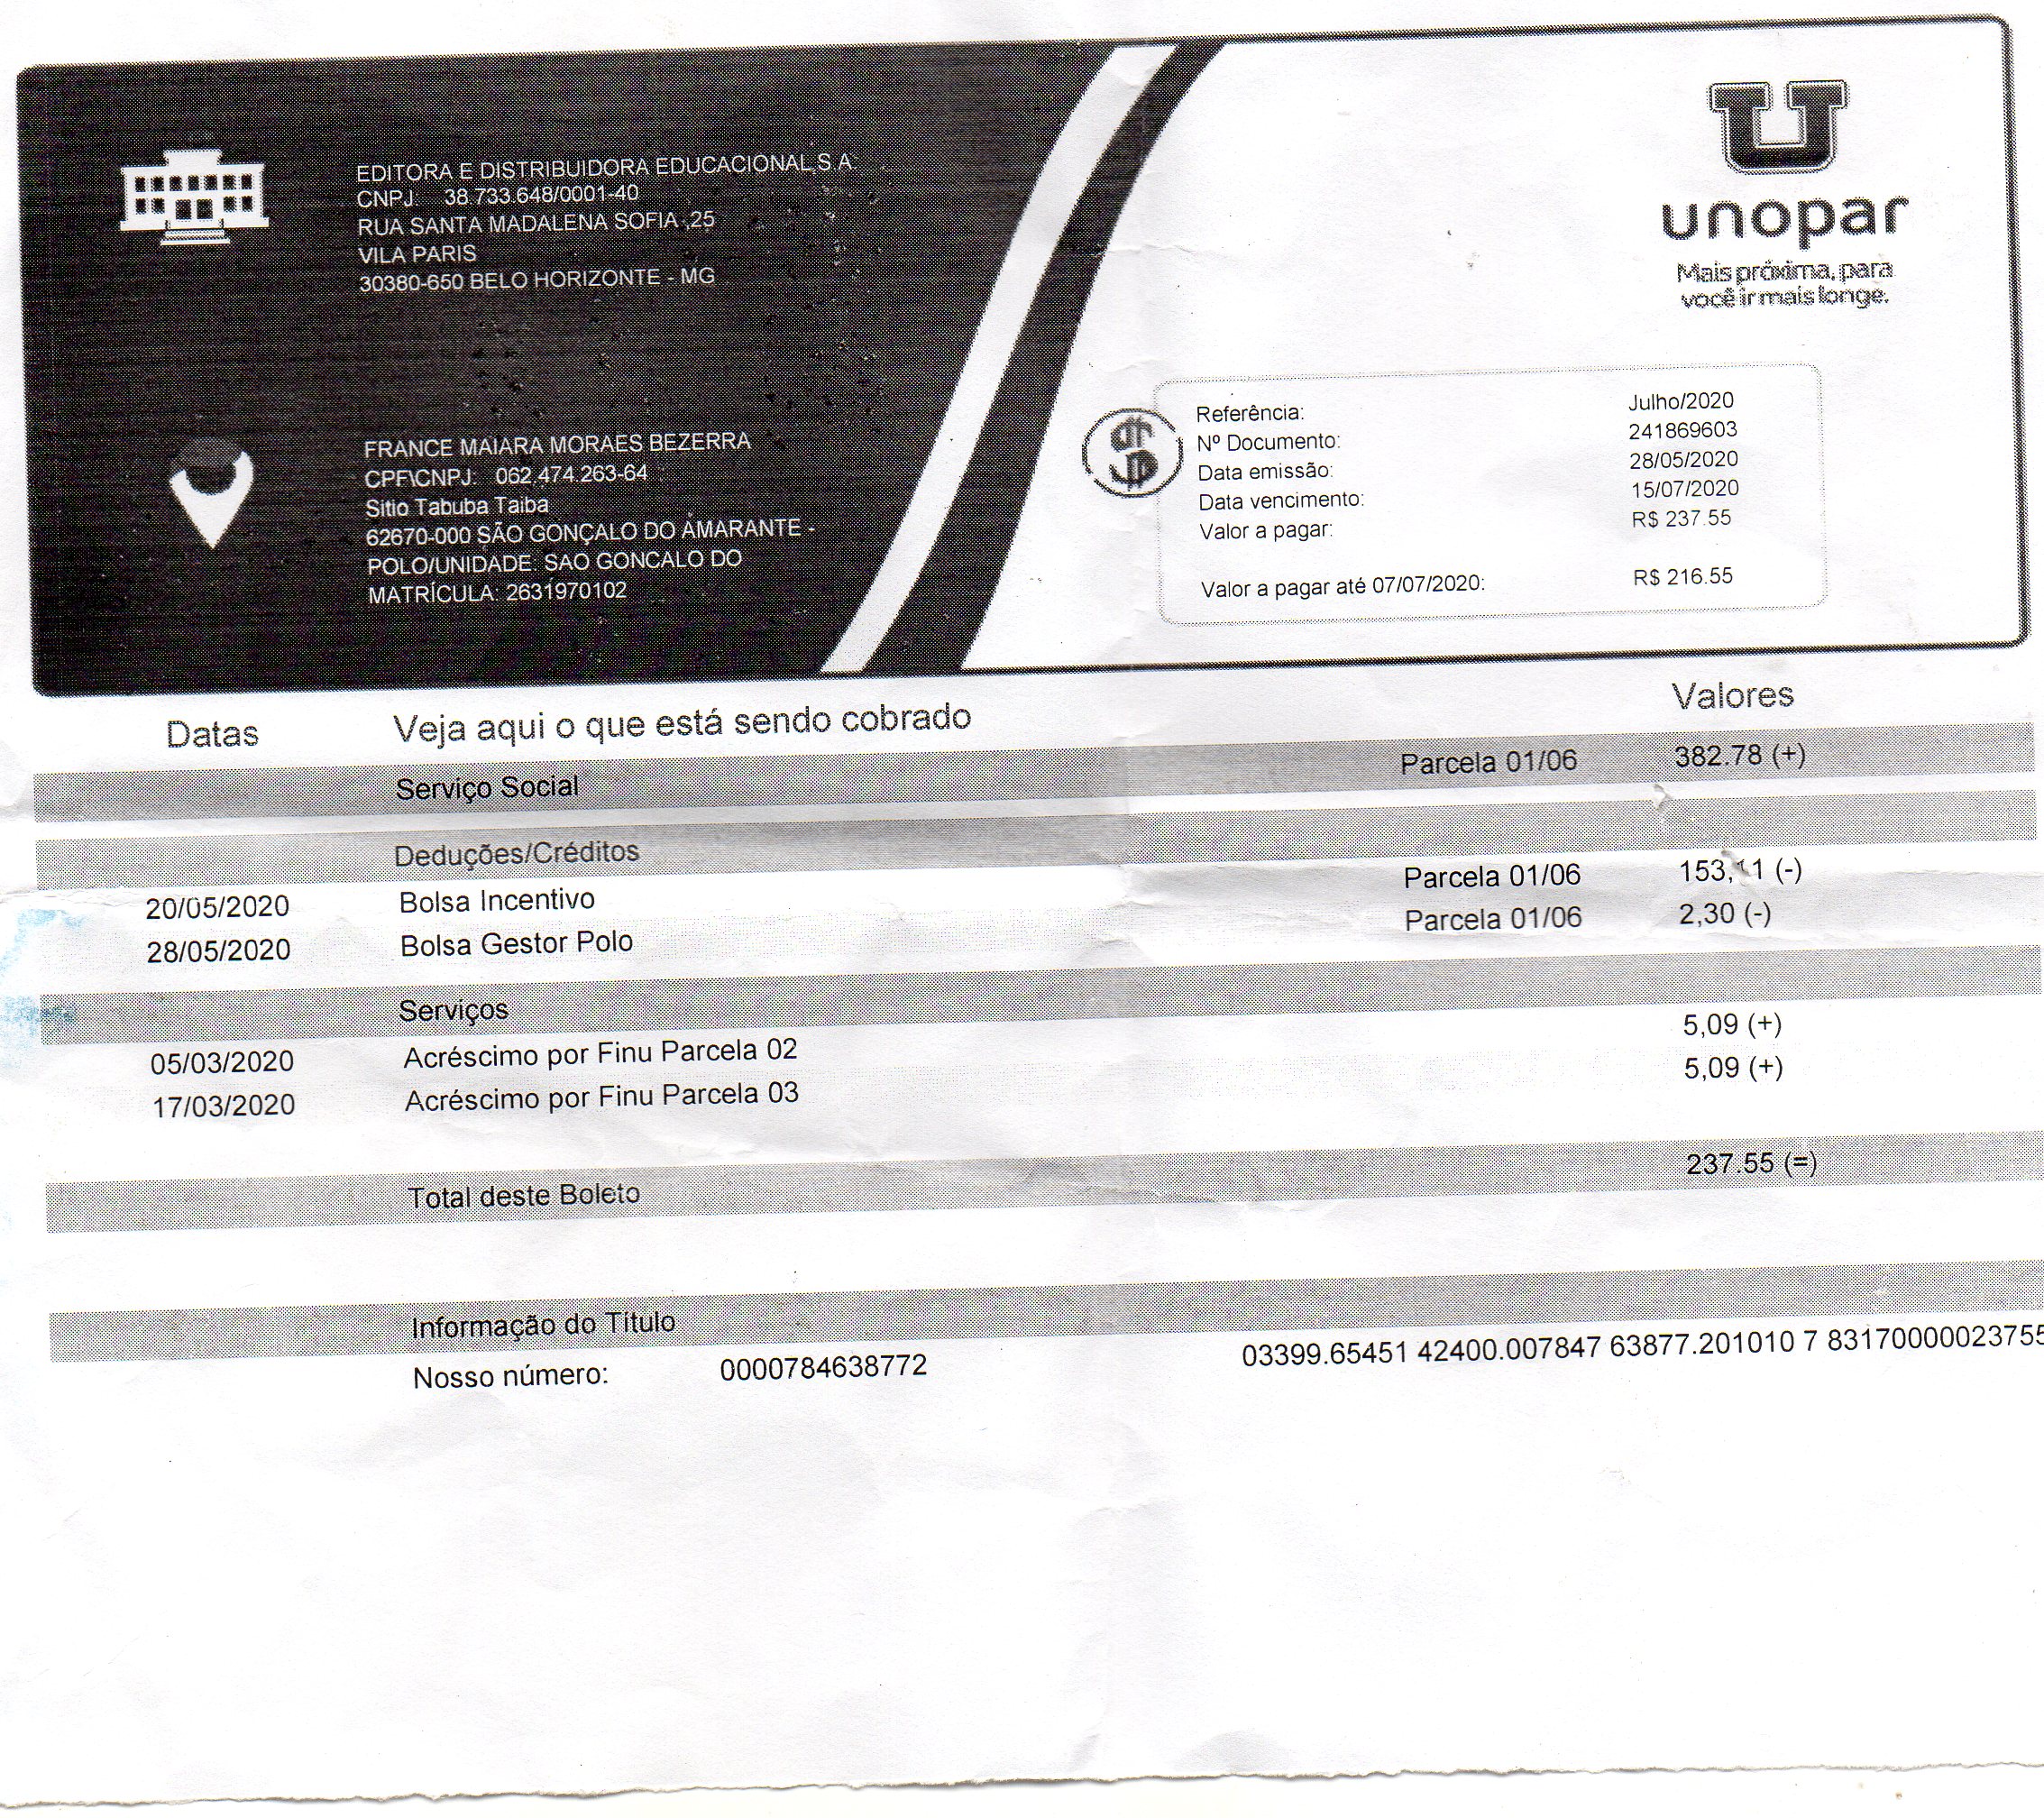 EDITORA E DISTRIBUIDORA EDUCACIONAL S.A.
CNPJ: 38.733.648/0001-40
RUA SANTA MADALENA SOFIA ,25
VILA PARIS
30380-650 BELO HORIZONTE - MG
U
unopar
Mais próxima, para
você ir mais longe.
FRANCE MAIARA MORAES BEZERRA
CPF\CNPJ: 062.474.263-64
Sitio Tabuba Taiba
62670-000 SÃO GONÇALO DO AMARANTE -
POLO/UNIDADE: SAO GONCALO DO
MATRÍCULA: 2631970102
Referência: Julho/2020
Nº Documento: 241869603
Data emissão: 28/05/2020
Data vencimento: 15/07/2020
Valor a pagar: R$ 237.55
Valor a pagar até 07/07/2020: R$ 216.55
Datas Veja aqui o que está sendo cobrado Valores
Serviço Social Parcela 01/06 382.78 (+)
Deduções/Créditos
20/05/2020 Bolsa Incentivo Parcela 01/06 153,11 (-)
28/05/2020 Bolsa Gestor Polo Parcela 01/06 2,30 (-)
Serviços
05/03/2020 Acréscimo por Finu Parcela 02 5,09 (+)
17/03/2020 Acréscimo por Finu Parcela 03 5,09 (+)
Total deste Boleto 237.55 (=)
Informação do Título
Nosso número: 0000784638772 03399.65451 42400.007847 63877.201010 7 83170000023755